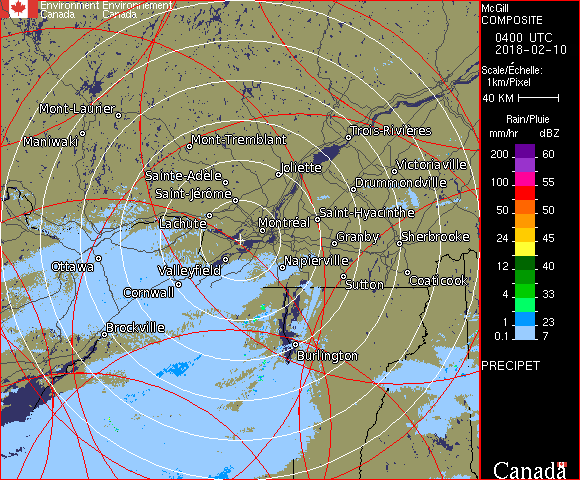 Environment Environnement
Canada Canada
McGill
COMPOSITE
0400 UTC
2018-02-10
Scale/Échelle:
1km/Pixel
40 KM
Rain/Pluie
mm/hr dBZ
200 60
100 55
75 53
50 50
24 45
12 40
4 33
1 23
0.1 7
PRECIPET
Canada
Mont-Laurier
Maniwaki
Mont-Tremblant
Trois-Rivières
Sainte-Adèle
Joliette
Victoriaville
Saint-Jérôme
Drummondville
Lachute
Montréal
Saint-Hyacinthe
Granby
Sherbrooke
Ottawa
Valleyfield
Napierville
Cornwall
Sutton
Coaticook
Brockville
Burlington